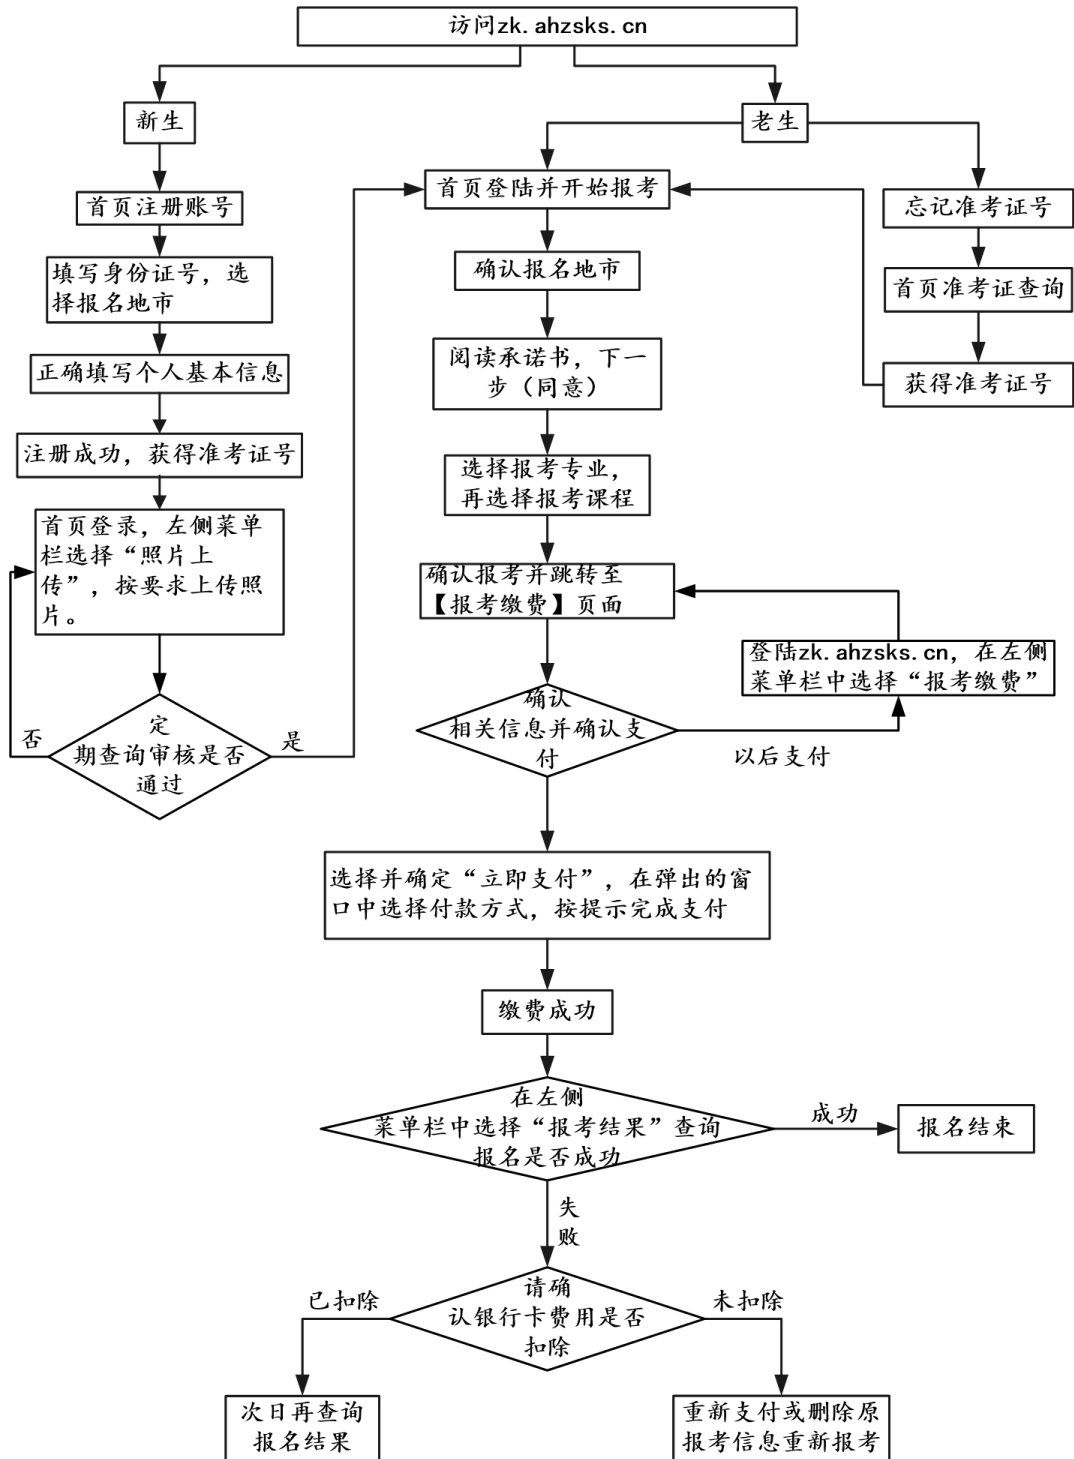 访问zk.ahzsks.cn
新生
老生
首页注册账号
首页登陆并开始报考
忘记准考证号
填写身份证号，选
择报名地市
确认报名地市
首页准考证查询
正确填写个人基本信息
阅读承诺书，下一
步（同意）
获得准考证号
注册成功，获得准考证号
选择报考专业，
再选择报考课程
首页登录，左侧菜单
栏选择“照片上
传”，按要求上传照
片。
确认报考并跳转至
【报考缴费】页面
登陆zk.ahzsks.cn，在左侧
菜单栏中选择“报考缴费”
定
期查询审核是否
通过
否
是
确认
相关信息并确认支
付
以后支付
选择并确定“立即支付”，在弹出的窗
口中选择付款方式，按提示完成支付
缴费成功
在左侧
菜单栏中选择“报考结果”查询
报名是否成功
成功
报名结束
失
败
请确
认银行卡费用是否
扣除
已扣除
未扣除
次日再查询
报名结果
重新支付或删除原
报考信息重新报考